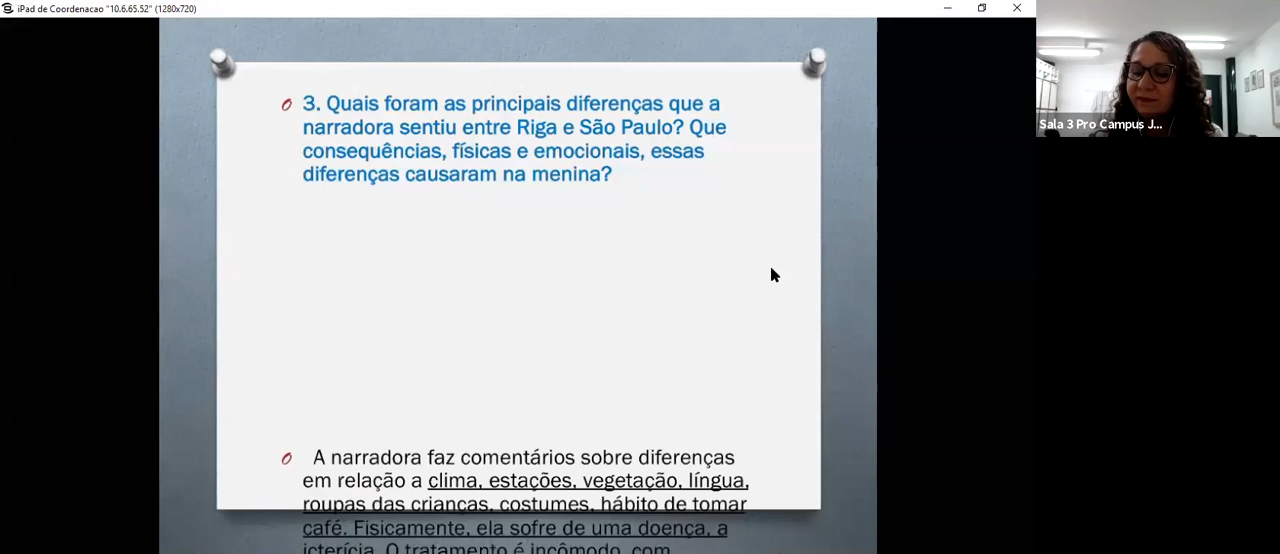 iPad de Coordenacao "10.6.65.52" (1280x720)
3. Quais foram as principais diferenças que a
narradora sentiu entre Riga e São Paulo? Que
consequências, físicas e emocionais, essas
diferenças causaram na menina?
A narradora faz comentários sobre diferenças
em relação a clima, estações, vegetação, língua,
roupas das crianças, costumes, hábito de tomar
café. Fisicamente, ela sofre de uma doença, a
icterícia. O tratamento é incômodo, com
Sala 3 Pro Campus J...